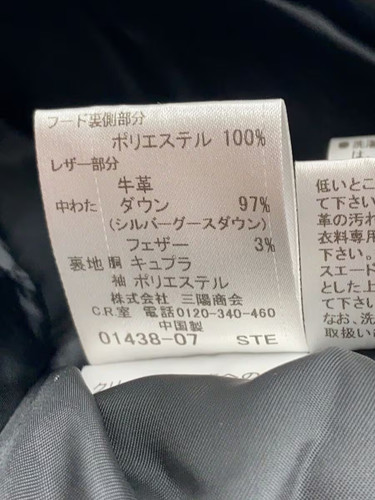 フード裏側部分
ポリエステル 100%
レザー部分
牛革
中わた ダウン 97%
(シルバーグースダウン)
フェザー 3%
裏地 胴 キュプラ
袖 ポリエステル
株式会社 三陽商会
C.R.室 電話0120-340-460
中国製
01438-07 STE
●洗濯
は
低いとこ
て下さい
革の汚れ
衣料専用
下さい。
スエード
とした上
て下さい
なお、洗
取扱い